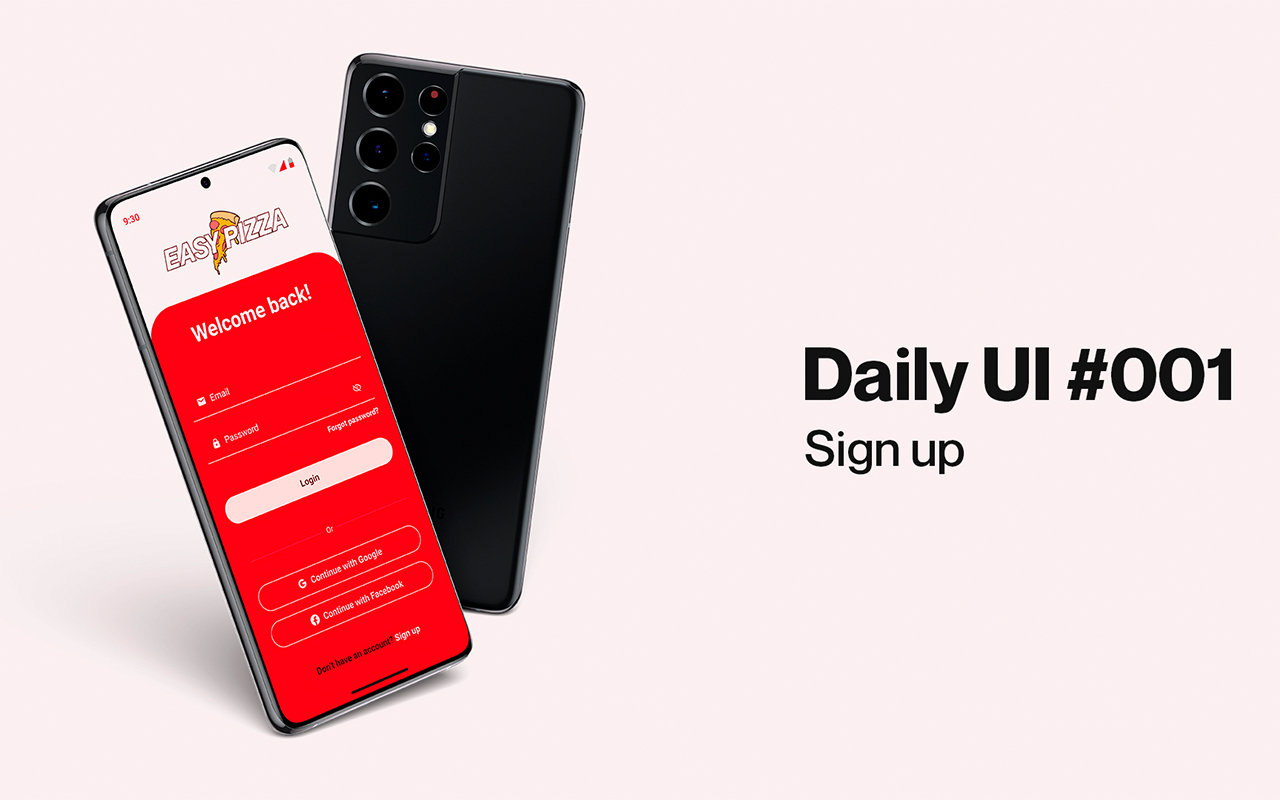 9:30
EASY PIZZA
Welcome back!
Email
Password
Forgot password?
Login
Or
Continue with Google
Continue with Facebook
Don't have an account? Sign up
Daily UI #001
Sign up